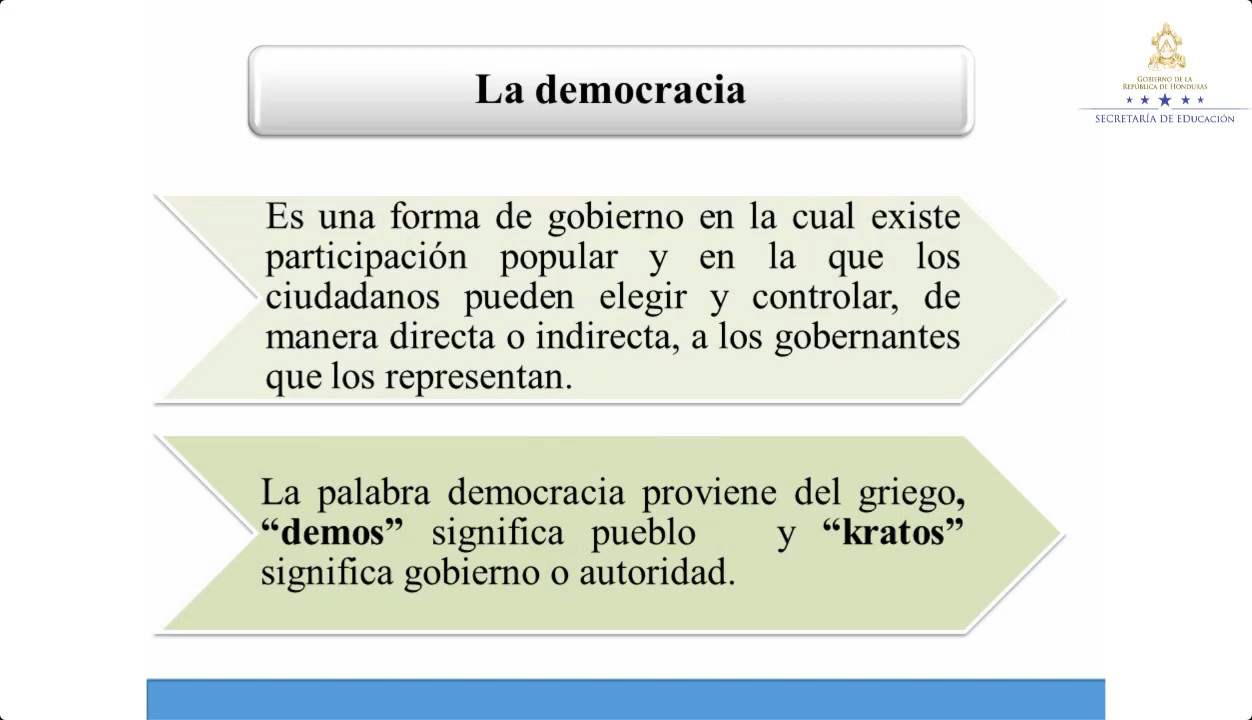 La democracia
GOBIERNO DE LA
REPÚBLICA DE HONDURAS
SECRETARÍA DE EDUCACIÓN
Es una forma de gobierno en la cual existe
participación popular y en la que los
ciudadanos pueden elegir y controlar, de
manera directa o indirecta, a los gobernantes
que los representan.
La palabra democracia proviene del griego,
“demos” significa pueblo y “kratos”
significa gobierno o autoridad.